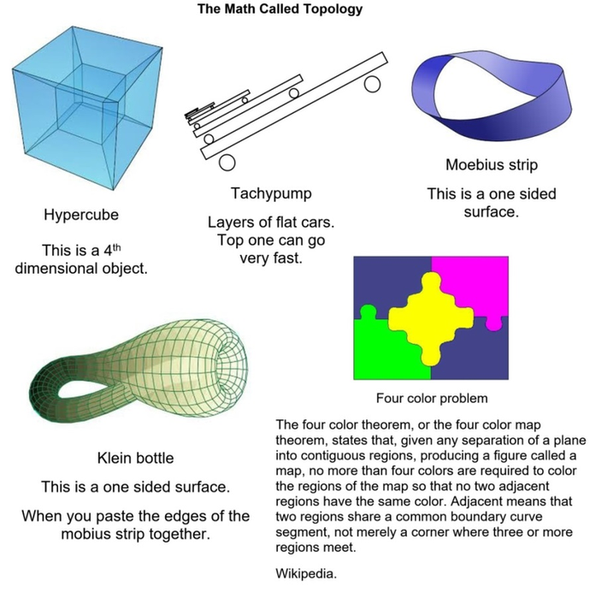 The Math Called Topology
Hypercube
This is a 4th
dimensional object.
Tachypump
Layers of flat cars.
Top one can go
very fast.
Moebius strip
This is a one sided
surface.
Klein bottle
This is a one sided surface.
When you paste the edges of the
mobius strip together.
Four color problem
The four color theorem, or the four color map
theorem, states that, given any separation of a plane
into contiguous regions, producing a figure called a
map, no more than four colors are required to color
the regions of the map so that no two adjacent
regions have the same color. Adjacent means that
two regions share a common boundary curve
segment, not merely a corner where three or more
regions meet.
Wikipedia.